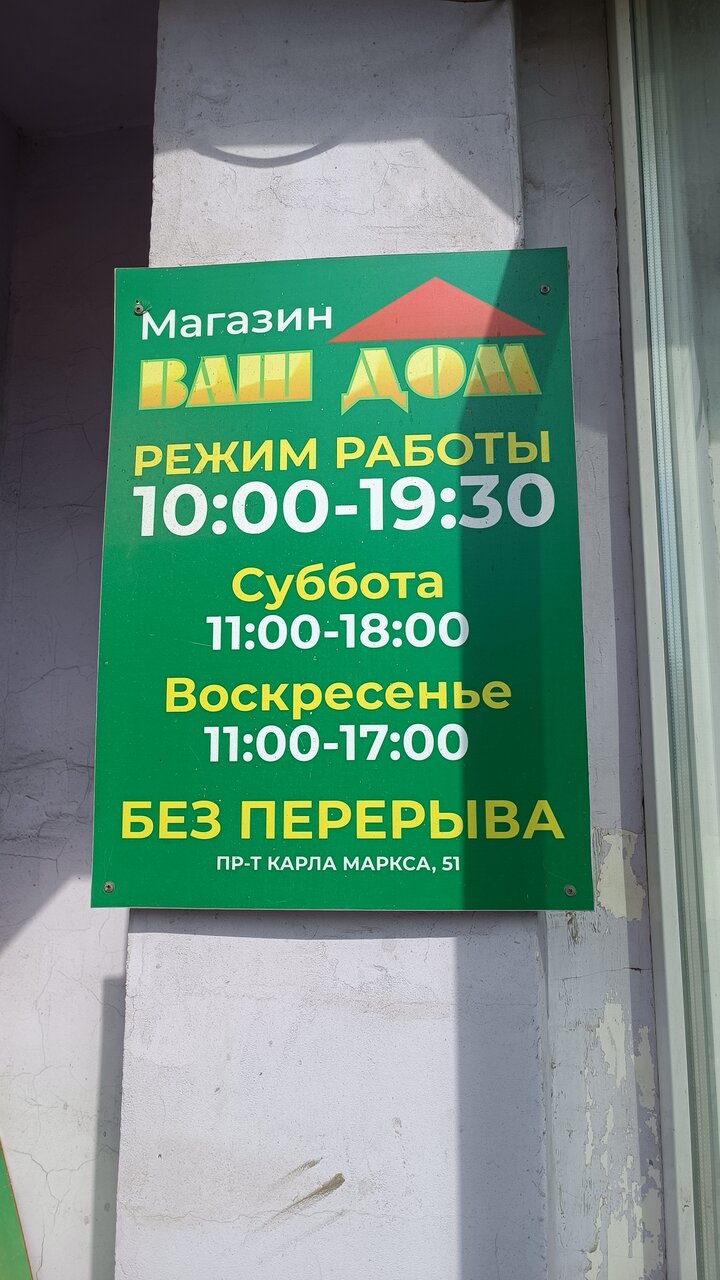 Магазин
ВАШ ДОМ
РЕЖИМ РАБОТЫ
10:00-19:30
Суббота
11:00-18:00
Воскресенье
11:00-17:00
БЕЗ ПЕРЕРЫВА
ПР-Т КАРЛА МАРКСА, 51